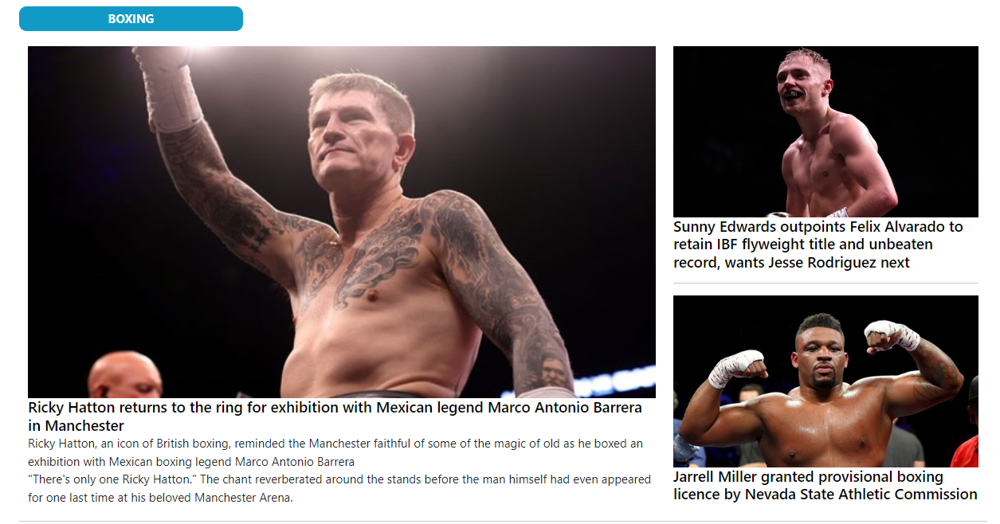 BOXING
Ricky Hatton returns to the ring for exhibition with Mexican legend Marco Antonio Barrera
in Manchester
Ricky Hatton, an icon of British boxing, reminded the Manchester faithful of some of the magic of old as he boxed an
exhibition with Mexican boxing legend Marco Antonio Barrera
"There's only one Ricky Hatton." The chant reverberated around the stands before the man himself had even appeared
for one last time at his beloved Manchester Arena.
Sunny Edwards outpoints Felix Alvarado to
retain IBF flyweight title and unbeaten
record, wants Jesse Rodriguez next
Jarrell Miller granted provisional boxing
licence by Nevada State Athletic Commission